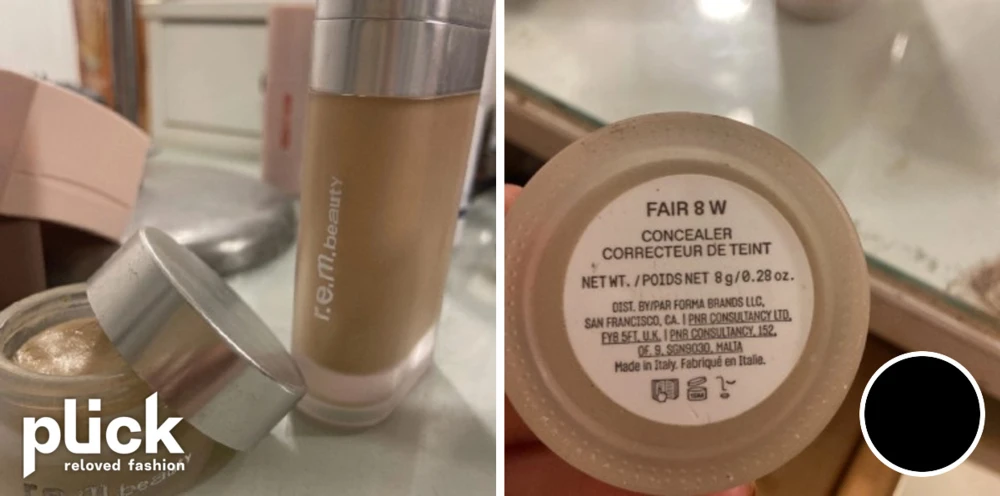 r.e.m.beauty
r.e.m.beauty
plick
reloved fashion
FAIR 8 W
CONCEALER
CORRECTEUR DE TEINT
NET WT. /POIDS NET 8 g/0.28 oz.
DIST. BY/PAR FORMA BRANDS LLC,
SAN FRANCISCO, CA. | PNR CONSULTANCY LTD,
FY8 5FT, U.K. | PNR CONSULTANCY, 152,
OF. 9, SGN9030, MALTA
Made in Italy. Fabriqué en Italie.